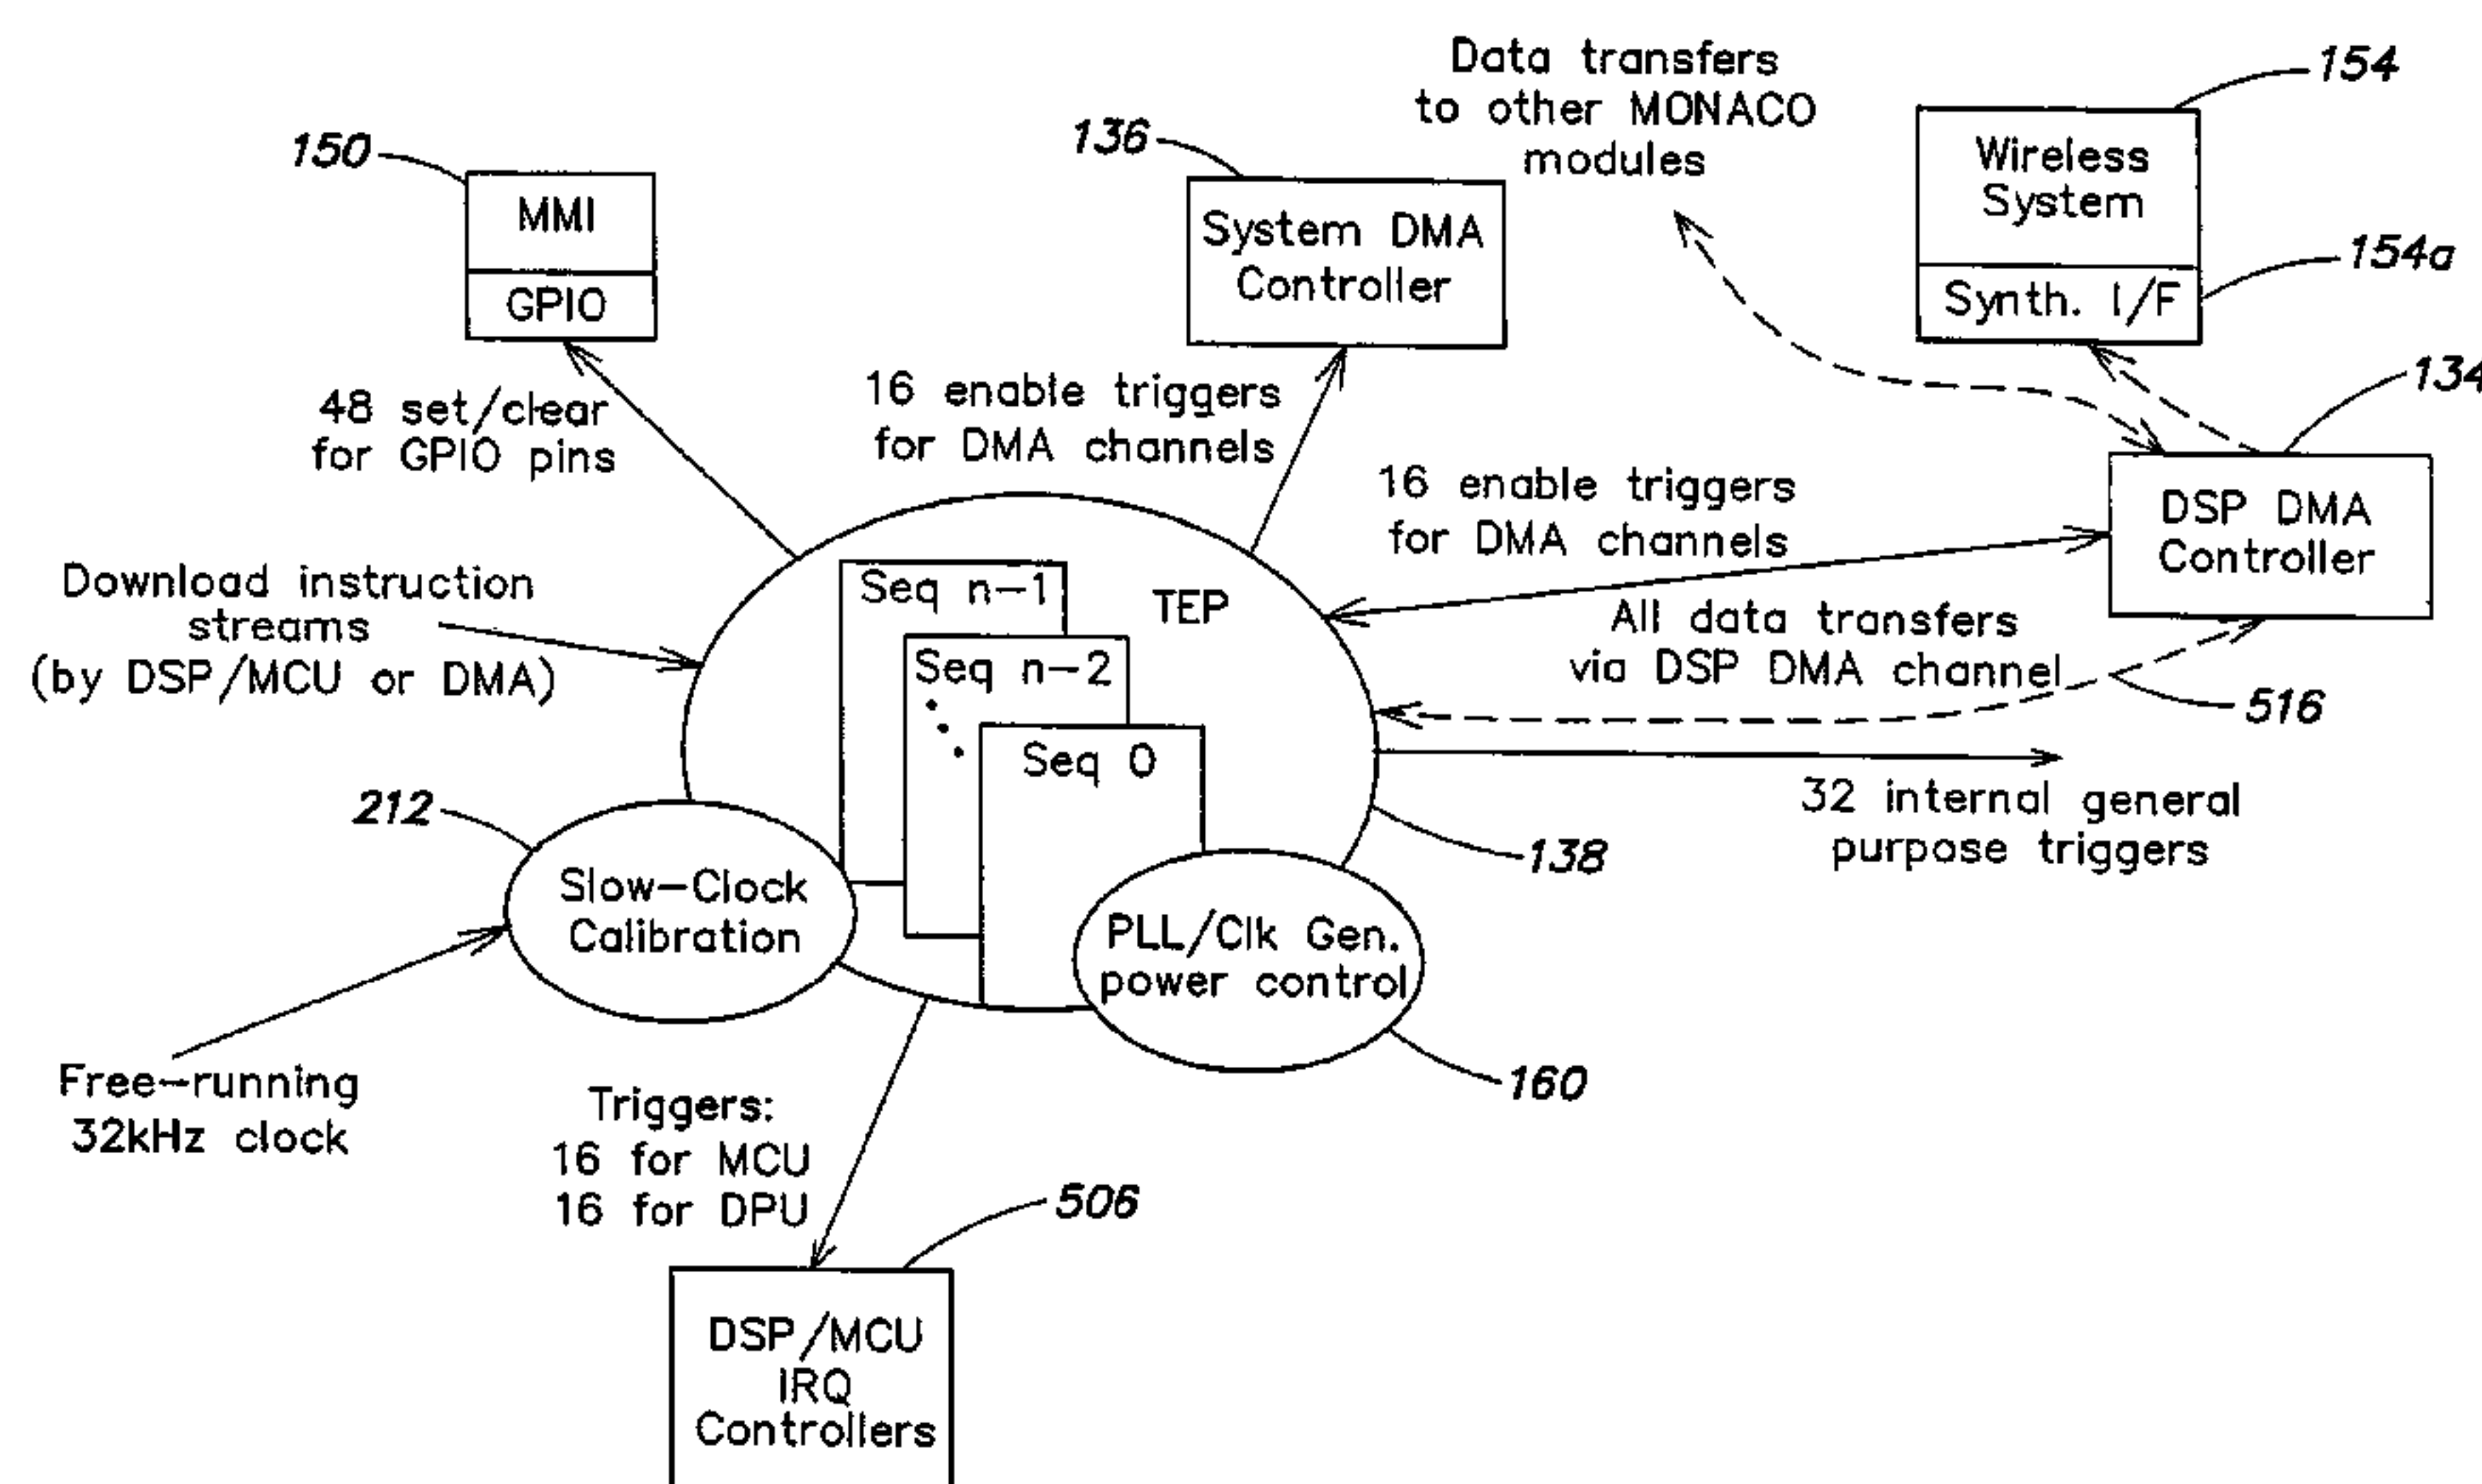 Data transfers
to other MONACO
modules
154
150
136
Wireless
System
154a
Synth. I/F
MMI
GPIO
System DMA
Controller
134
48 set/clear
for GPIO pins
16 enable triggers
for DMA channels
16 enable triggers
for DMA channels
DSP DMA
Controller
Download instruction
streams
(by DSP/MCU or DMA)
Seq n-1
TEP
Seq n-2
Seq 0
All data transfers
via DSP DMA channel
516
32 internal general
purpose triggers
138
212
Slow-Clock
Calibration
PLL/Clk Gen.
power control
160
Free-running
32kHz clock
Triggers:
16 for MCU
16 for DPU
506
DSP/MCU
IRQ
Controllers